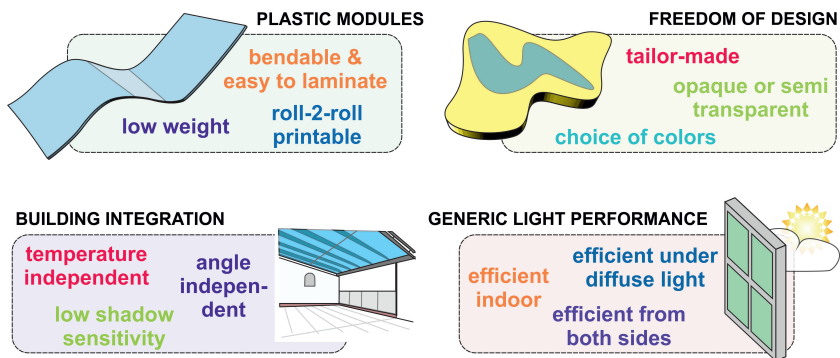 PLASTIC MODULES
bendable &
easy to laminate
low weight
roll-2-roll
printable
FREEDOM OF DESIGN
tailor-made
opaque or semi
transparent
choice of colors
BUILDING INTEGRATION
temperature
independent
angle
indepen-
dent
low shadow
sensitivity
GENERIC LIGHT PERFORMANCE
efficient under
diffuse light
efficient
indoor
efficient from
both sides